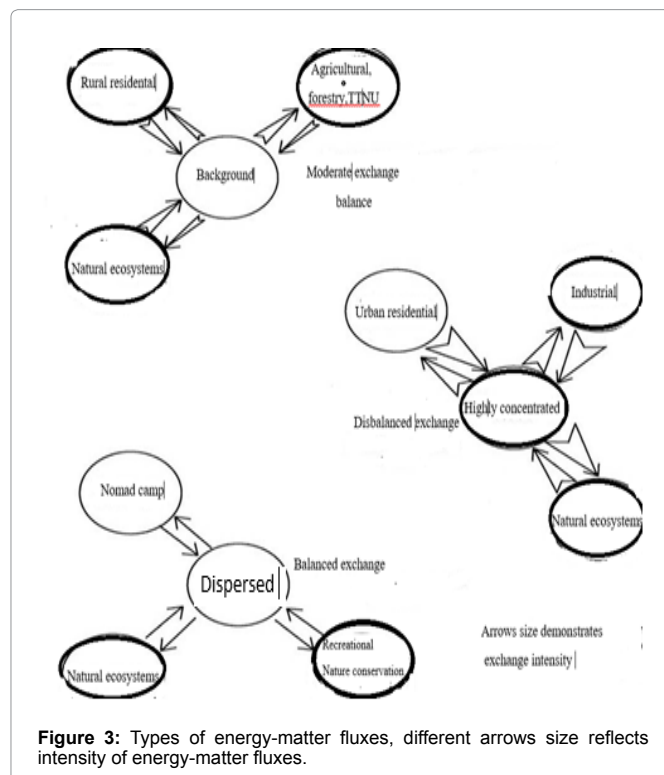 Rural residental
Agricultural,
forestry,TTNU
Background
Moderate exchange
balance
Natural ecosystems
Urban residential
Industrial
Highly concentrated
Disbalanced exchange
Natural ecosystems
Nomad camp
Dispersed
Balanced exchange
Natural ecosystems
Recreational
Nature conservation
Arrows size demonstrates
exchange intensity
Figure 3: Types of energy-matter fluxes, different arrows size reflects
intensity of energy-matter fluxes.